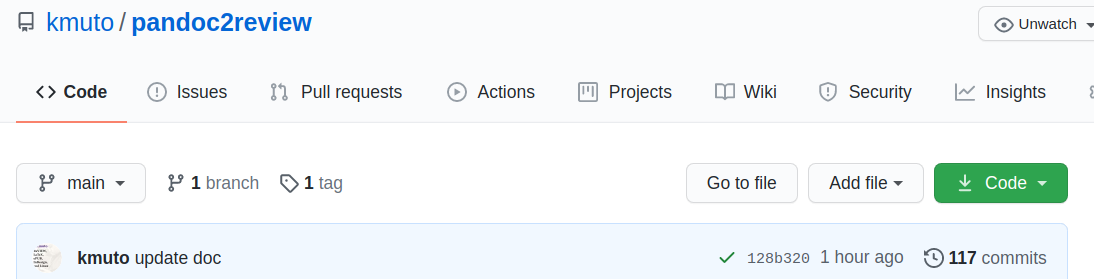 kmuto / pandoc2review
Unwatch
Code Issues Pull requests Actions Projects Wiki Security Insights
main 1 branch 1 tag Go to file Add file Code
kmuto update doc 128b320 1 hour ago 117 commits